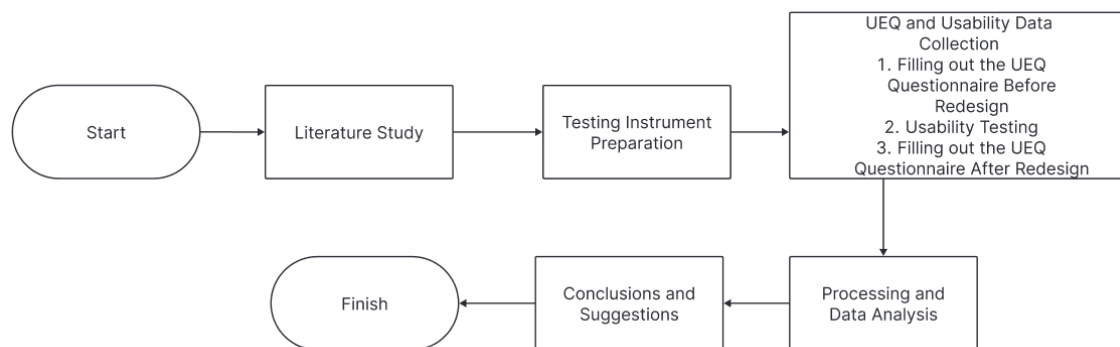 Start
Literature Study
Testing Instrument
Preparation
UEQ and Usability Data
Collection
1. Filling out the UEQ
Questionnaire Before
Redesign
2. Usability Testing
3. Filling out the UEQ
Questionnaire After Redesign
Finish
Conclusions and
Suggestions
Processing and
Data Analysis